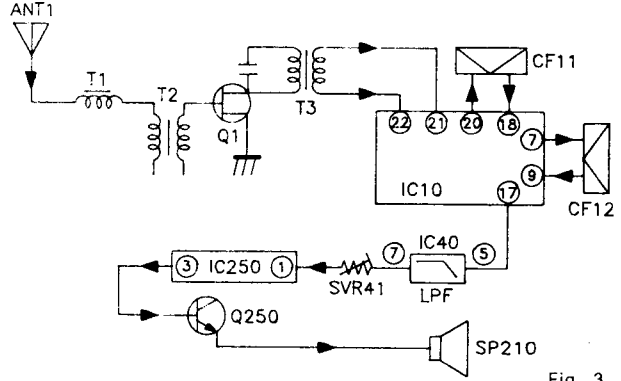 ANT1
T1
T2
Q1
T3
CF11
22
21
20
18
7
9
17
IC10
CF12
3
IC250
1
SVR41
7
IC40
5
LPF
Q250
SP210
Fig. 3